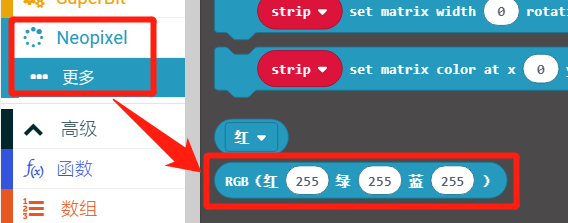 SuperBit
Neopixel
更多
高级
函数
数组
strip set matrix width 0 rotati
strip set matrix color at x 0 y
红
RGB (红 255 绿 255 蓝 255 )